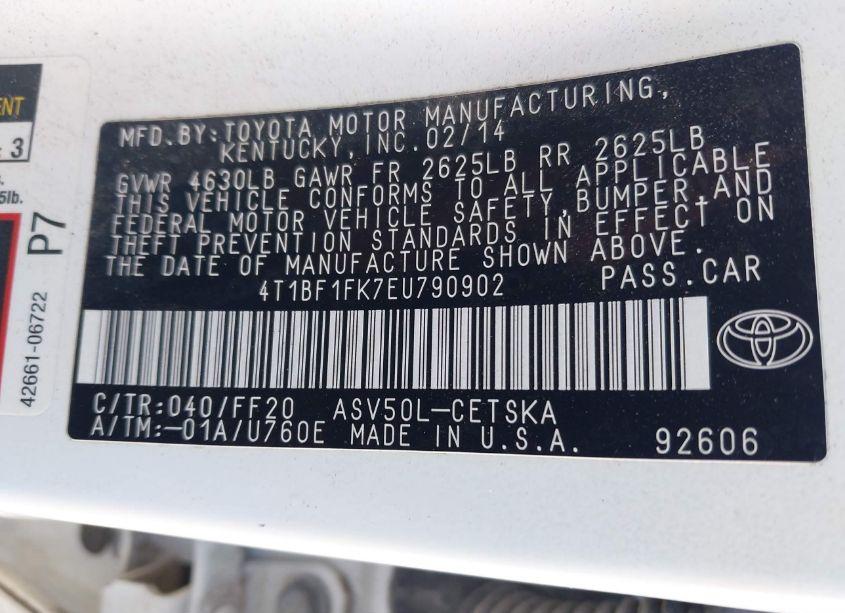 ENT
3
5lb.
P7
42661-06722
MFD.BY:TOYOTA MOTOR MANUFACTURING,
KENTUCKY,INC.02/14
GVWR 4630LB GAWR FR 2625LB RR 2625LB
THIS VEHICLE CONFORMS TO ALL APPLICABLE
FEDERAL MOTOR VEHICLE SAFETY,BUMPER,AND
THEFT PREVENTION STANDARDS IN EFFECT ON
THE DATE OF MANUFACTURE SHOWN ABOVE.
4T1BF1FK7EU790902 PASS.CAR
C/TR:040/FF20 ASV50L-CETSKA
A/TM:-01A/U760E MADE IN U.S.A. 92606